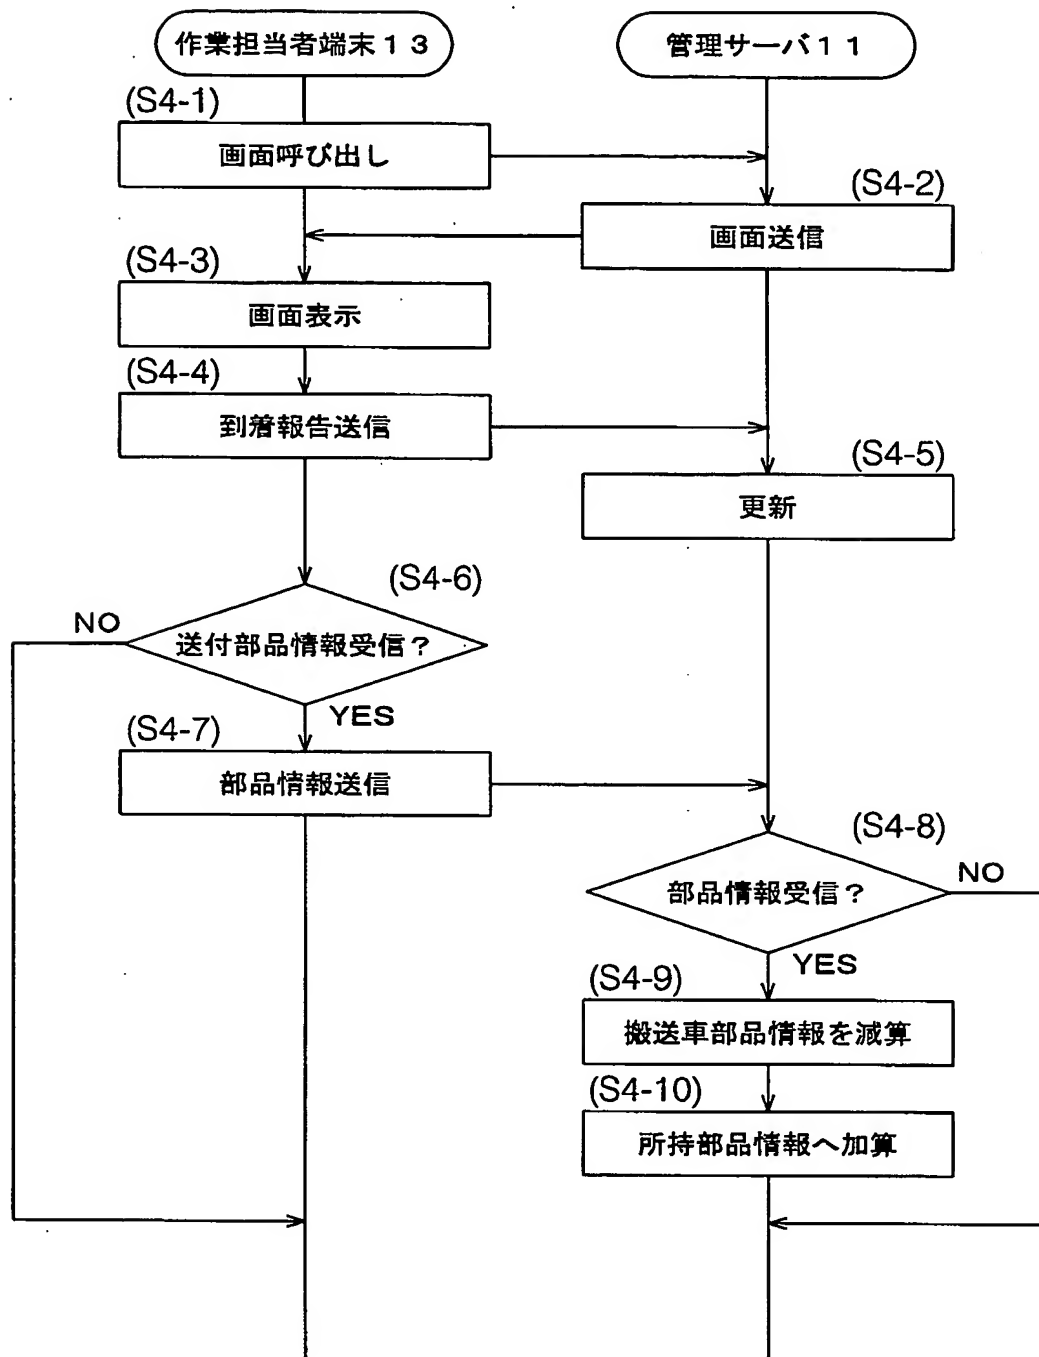 作業担当者端末13
管理サーバ11
(S4-1)
画面呼び出し
(S4-2)
画面送信
(S4-3)
画面表示
(S4-4)
到着報告送信
(S4-5)
更新
(S4-6)
NO
送付部品情報受信?
YES
(S4-7)
部品情報送信
(S4-8)
NO
部品情報受信?
YES
(S4-9)
搬送車部品情報を減算
(S4-10)
所持部品情報へ加算